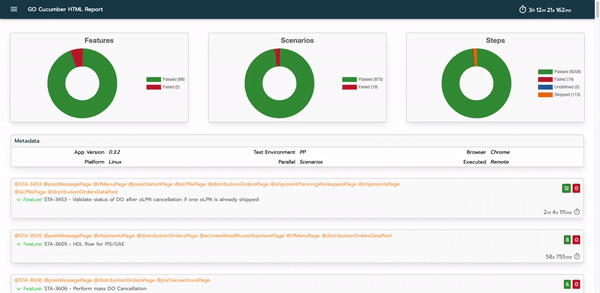 GO Cucumber HTML Report
3h 12m 21s 162ms
Features
Passed (88)
Failed (5)
Scenarios
Passed (870)
Failed (19)
Steps
Passed (8208)
Failed (19)
Undefined (0)
Skipped (113)
Metadata
App Version 0.3.2
Test Environment PP
Browser Chrome
Platform Linux
Parallel Scenarios
Executed Remote
@STA-3453 @postMessagePage @rfMenuPage @packStationPage @oLPNsPage @distributionOrdersPage @shipmentPlanningWorkspacePage @shipmentsPage
@oLPNsPage @distributionOrdersDataPool
Feature: STA-3453 - Validate status of DO after oLPN cancellation if one oLPN is already shipped
12 0
2m 4s 111ms
@STA-3605 @postMessagePage @shipmentsPage @distributionOrdersPage @activateRetailRouteShipmentPage @rfMenuPage @distributionOrdersDataPool
Feature: STA-3605 - HDL flow for PIS/GAE
8 0
58s 755ms
@STA-3606 @postMessagePage @distributionOrdersPage @pixTransactionsPage
Feature: STA-3606 - Perform mass DO Cancellation
6 0